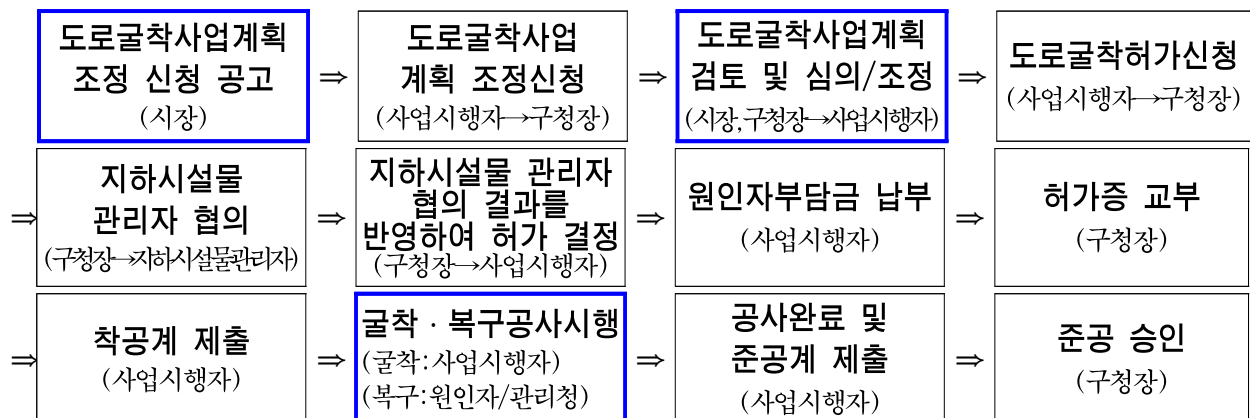 도로굴착사업계획
조정 신청 공고
(시장)
⇒
도로굴착사업
계획 조정신청
(사업시행자→구청장)
⇒
도로굴착사업계획
검토 및 심의/조정
(시장,구청장→사업시행자)
⇒
도로굴착허가신청
(사업시행자→구청장)
⇒
지하시설물
관리자 협의
(구청장→지하시설물관리자)
⇒
지하시설물 관리자
협의 결과를
반영하여 허가 결정
(구청장→사업시행자)
⇒
원인자부담금 납부
(사업시행자)
⇒
허가증 교부
(구청장)
⇒
착공계 제출
(사업시행자)
⇒
굴착 · 복구공사시행
(굴착:사업시행자)
(복구:원인자/관리청)
⇒
공사완료 및
준공계 제출
(사업시행자)
⇒
준공 승인
(구청장)